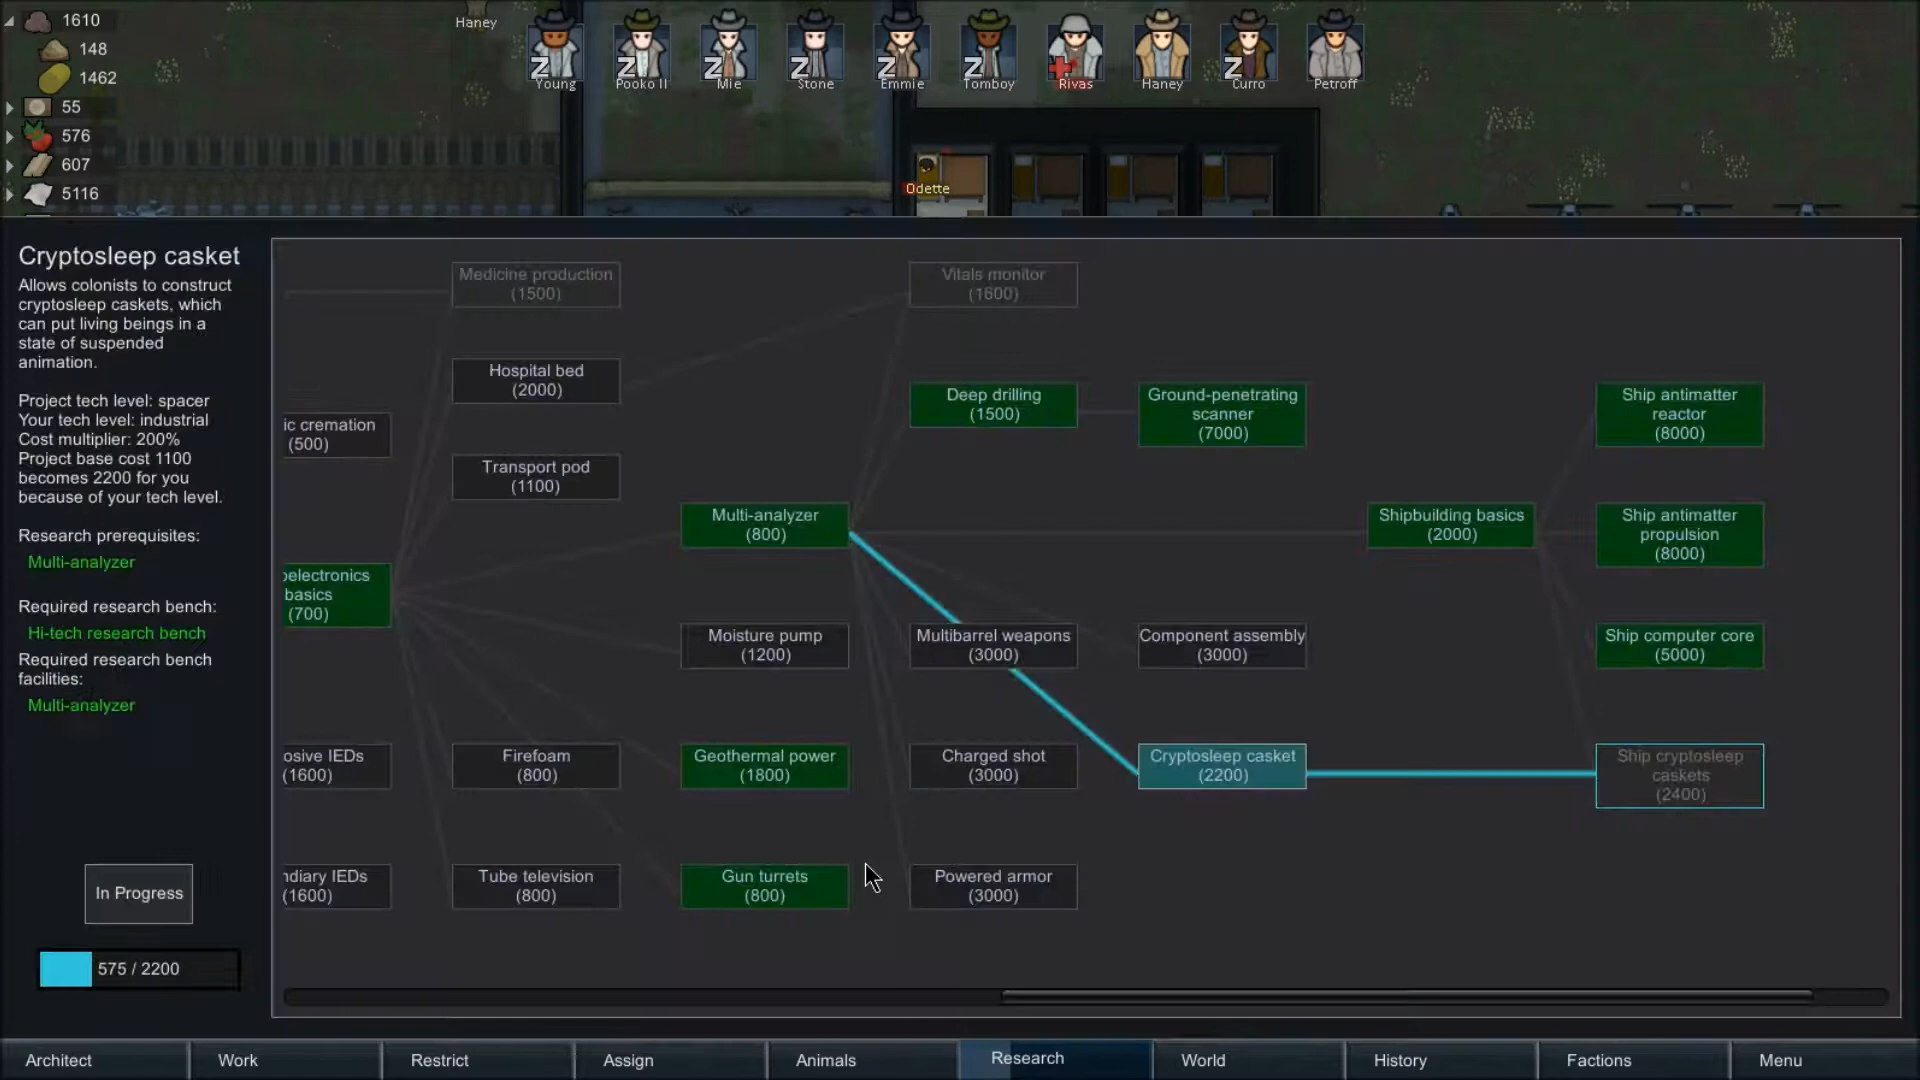 1610
148
1462
55
576
607
5116
Haney
Z Young
Z Pooko II
Z Mie
Z Stone
Z Emmie
Z Tomboy
Rivas
Haney
Z Curro
Petroff
Odette
Cryptosleep casket
Allows colonists to construct
cryptosleep caskets, which
can put living beings in a
state of suspended
animation.
Project tech level: spacer
Your tech level: industrial
Cost multiplier: 200%
Project base cost 1100
becomes 2200 for you
because of your tech level.
Research prerequisites:
Multi-analyzer
Required research bench:
Hi-tech research bench
Required research bench
facilities:
Multi-analyzer
In Progress
575 / 2200
Medicine production
(1500)
Vitals monitor
(1600)
Hospital bed
(2000)
Deep drilling
(1500)
Ground-penetrating
scanner
(7000)
Ship antimatter
reactor
(8000)
ic cremation
(500)
Transport pod
(1100)
Multi-analyzer
(800)
Shipbuilding basics
(2000)
Ship antimatter
propulsion
(8000)
oelectronics
basics
(700)
Moisture pump
(1200)
Multibarrel weapons
(3000)
Component assembly
(3000)
Ship computer core
(5000)
osive IEDs
(1600)
Firefoam
(800)
Geothermal power
(1800)
Charged shot
(3000)
Cryptosleep casket
(2200)
Ship cryptosleep
caskets
(2400)
ndiary IEDs
(1600)
Tube television
(800)
Gun turrets
(800)
Powered armor
(3000)
Architect
Work
Restrict
Assign
Animals
Research
World
History
Factions
Menu